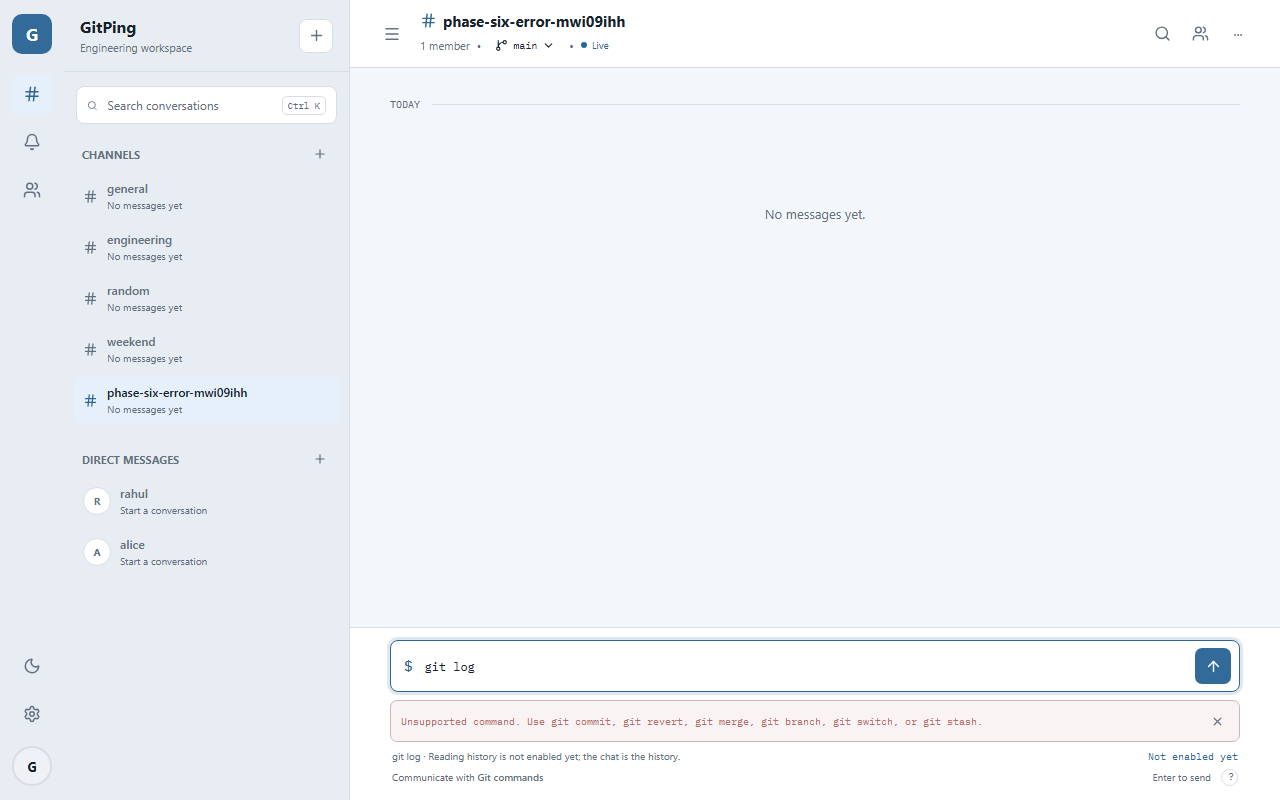 G
GitPing
Engineering workspace
Search conversations
Ctrl K
CHANNELS
general
No messages yet
engineering
No messages yet
random
No messages yet
weekend
No messages yet
phase-six-error-mwi09ihh
No messages yet
DIRECT MESSAGES
R
rahul
Start a conversation
A
alice
Start a conversation
G
phase-six-error-mwi09ihh
1 member • main • Live
TODAY
No messages yet.
$ git log
Unsupported command. Use git commit, git revert, git merge, git branch, git switch, or git stash.
git log · Reading history is not enabled yet; the chat is the history.
Not enabled yet
Communicate with Git commands
Enter to send ?